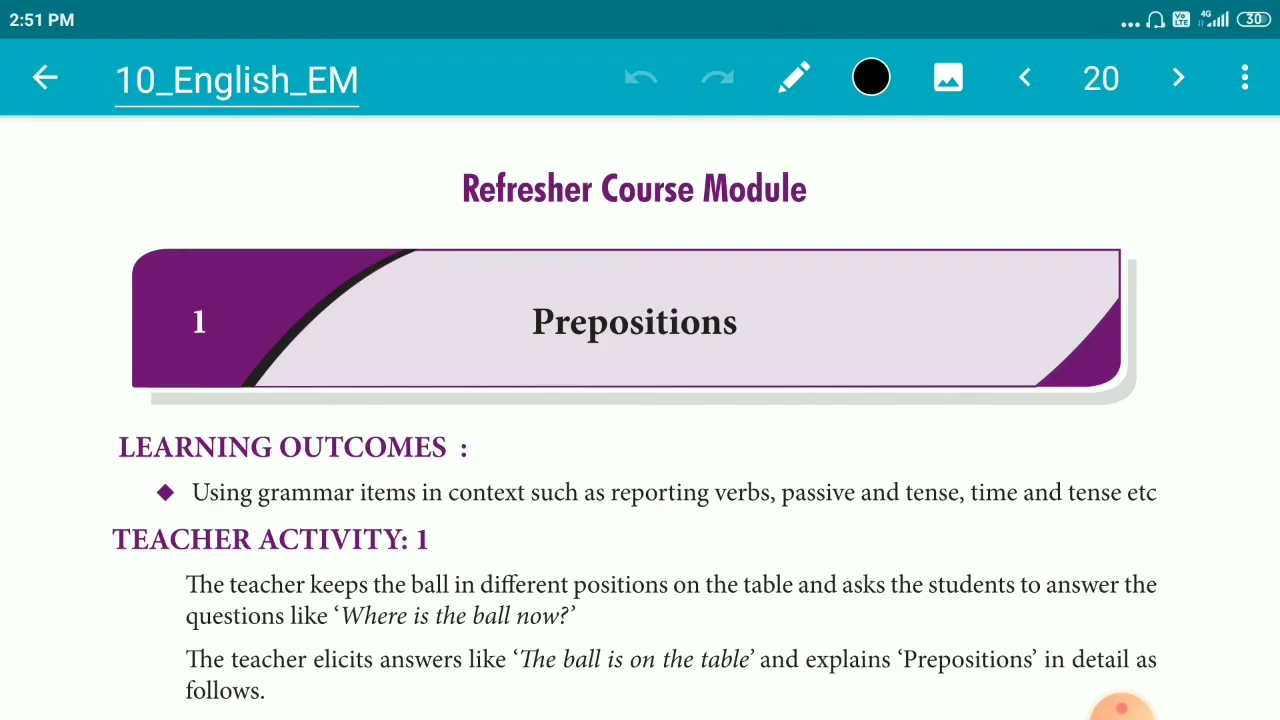 2:51 PM
Vo LTE 4G 30
10_English_EM
20
Refresher Course Module
1
Prepositions
LEARNING OUTCOMES :
Using grammar items in context such as reporting verbs, passive and tense, time and tense etc
TEACHER ACTIVITY: 1
The teacher keeps the ball in different positions on the table and asks the students to answer the
questions like ‘Where is the ball now?’
The teacher elicits answers like ‘The ball is on the table’ and explains ‘Prepositions’ in detail as
follows.